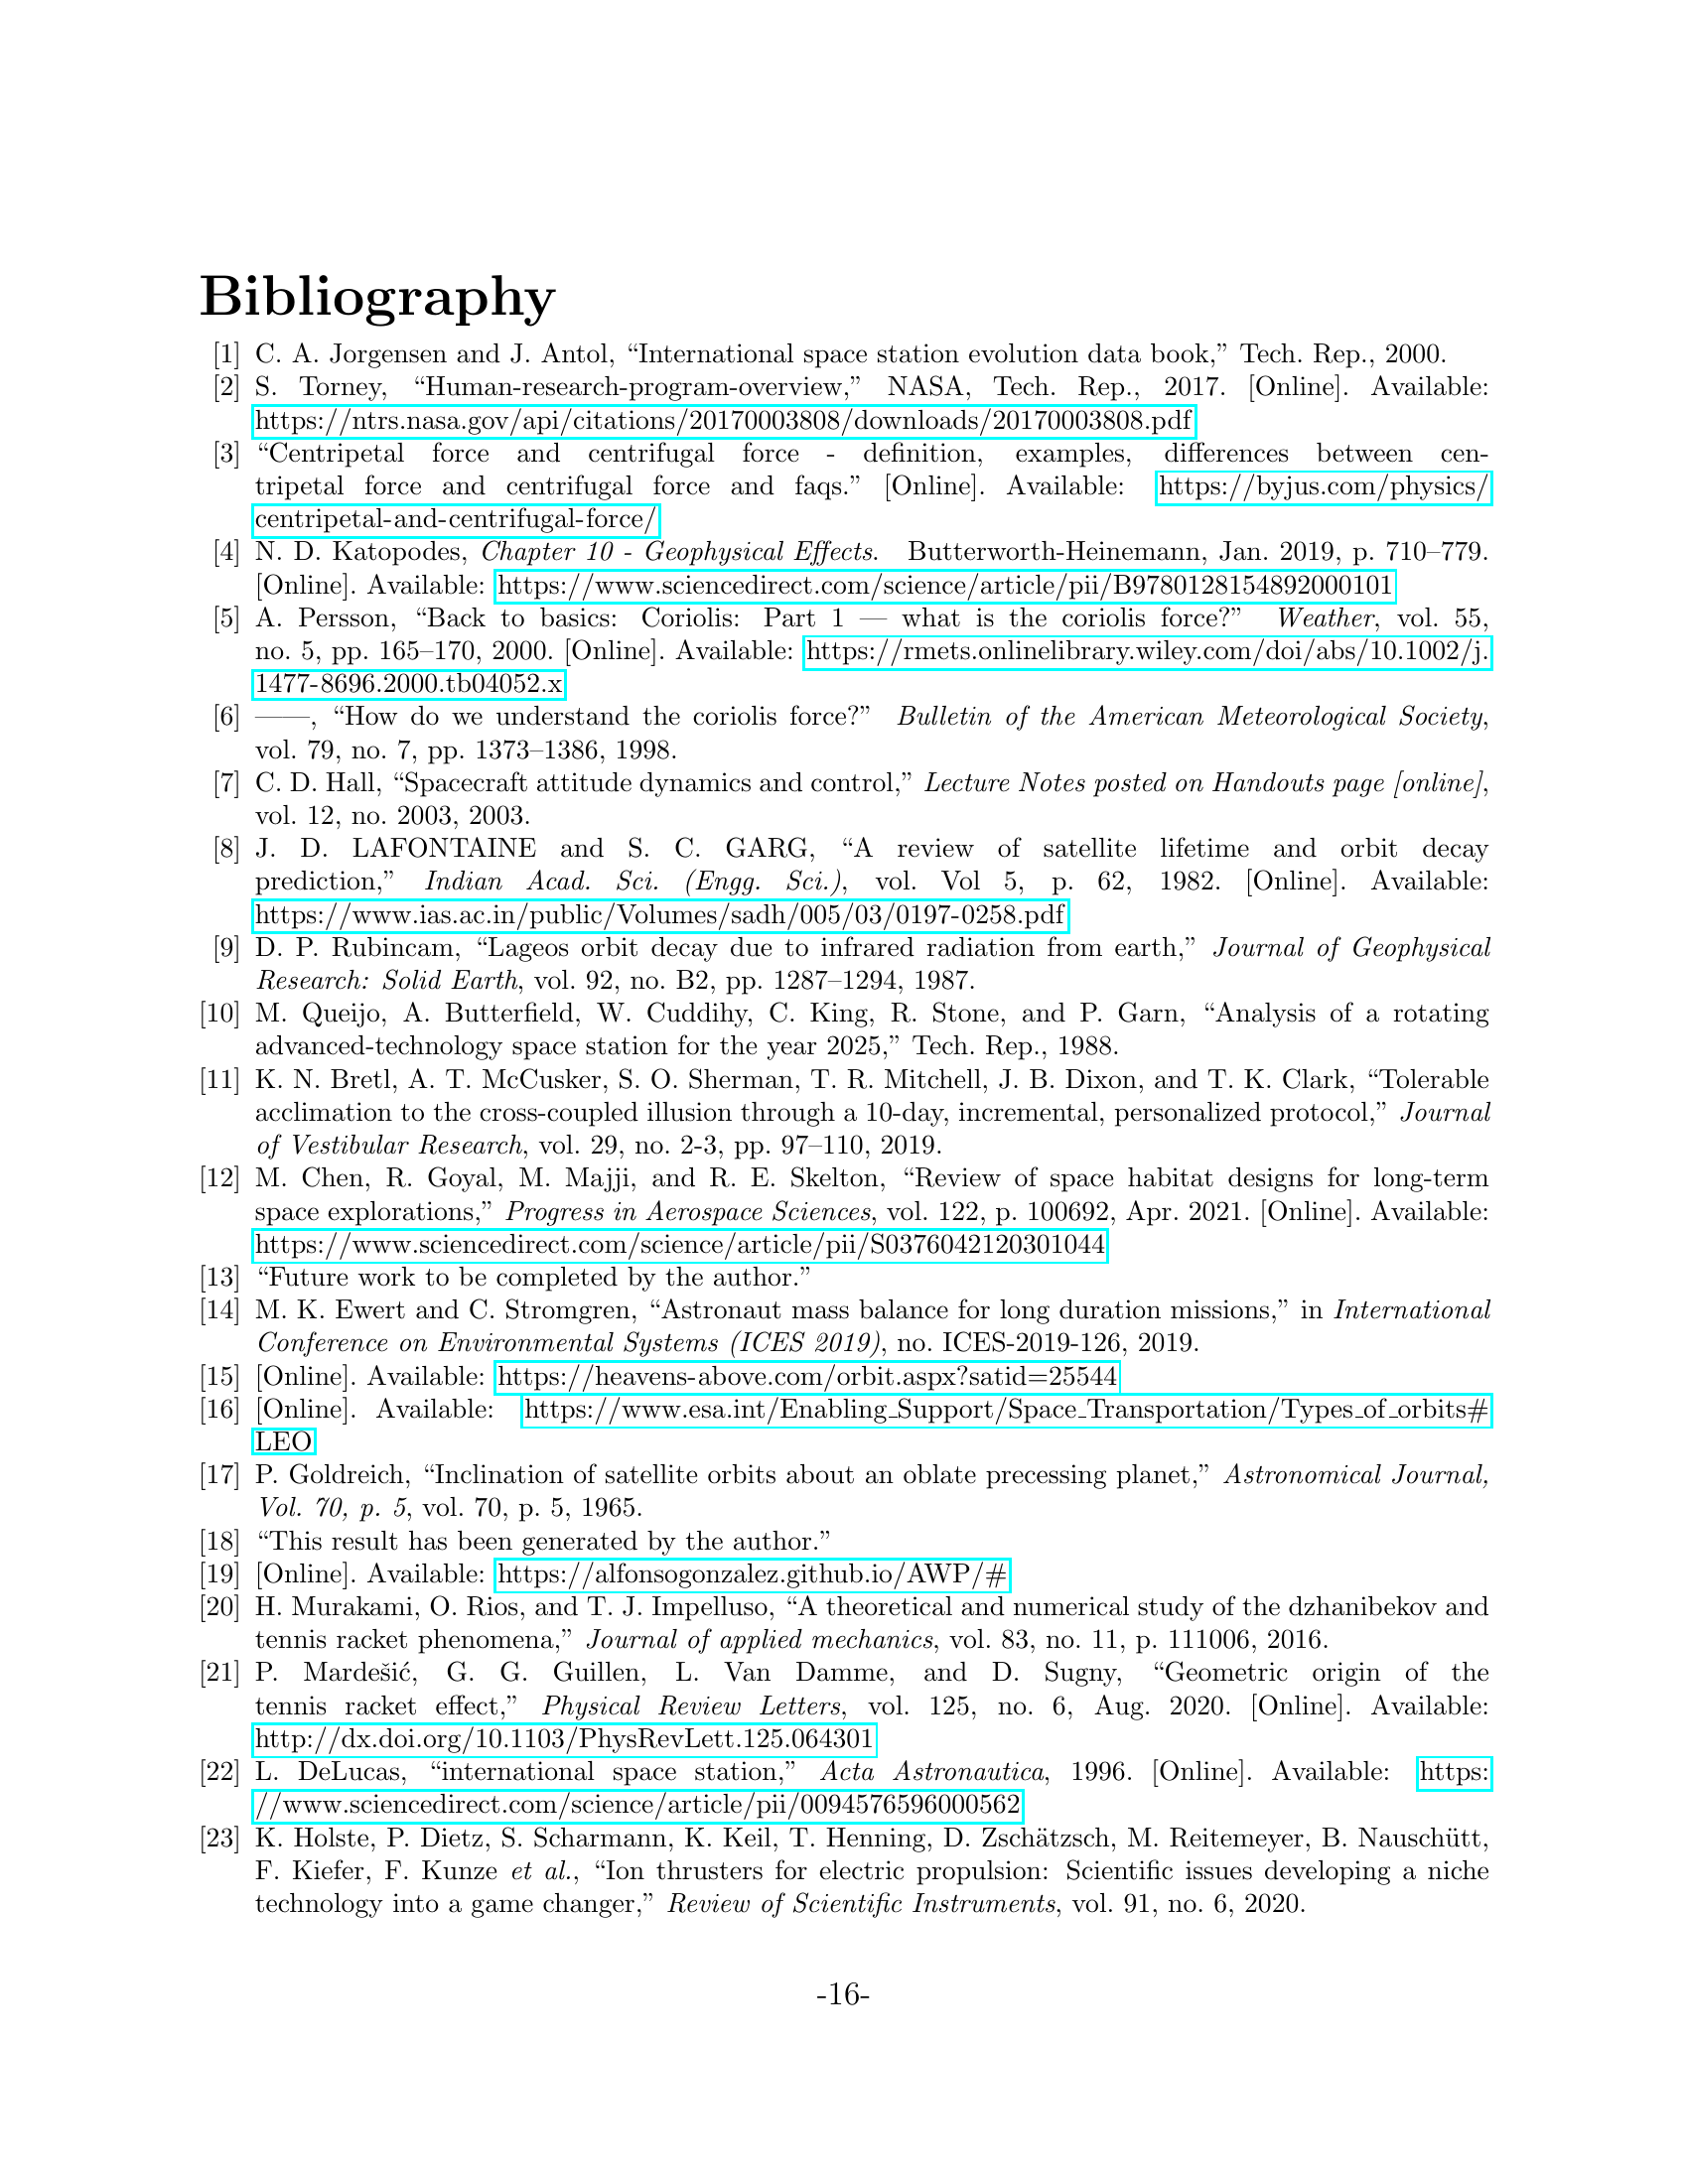 Bibliography
[1] C. A. Jorgensen and J. Antol, “International space station evolution data book,” Tech. Rep., 2000.
[2] S. Torney, “Human-research-program-overview,” NASA, Tech. Rep., 2017. [Online]. Available:
https://ntrs.nasa.gov/api/citations/20170003808/downloads/20170003808.pdf
[3] “Centripetal force and centrifugal force - definition, examples, differences between cen-
tripetal force and centrifugal force and faqs.” [Online]. Available: https://byjus.com/physics/
centripetal-and-centrifugal-force/
[4] N. D. Katopodes, Chapter 10 - Geophysical Effects. Butterworth-Heinemann, Jan. 2019, p. 710–779.
[Online]. Available: https://www.sciencedirect.com/science/article/pii/B9780128154892000101
[5] A. Persson, “Back to basics: Coriolis: Part 1 — what is the coriolis force?” Weather, vol. 55,
no. 5, pp. 165–170, 2000. [Online]. Available: https://rmets.onlinelibrary.wiley.com/doi/abs/10.1002/j.
1477-8696.2000.tb04052.x
[6] ——, “How do we understand the coriolis force?” Bulletin of the American Meteorological Society,
vol. 79, no. 7, pp. 1373–1386, 1998.
[7] C. D. Hall, “Spacecraft attitude dynamics and control,” Lecture Notes posted on Handouts page [online],
vol. 12, no. 2003, 2003.
[8] J. D. LAFONTAINE and S. C. GARG, “A review of satellite lifetime and orbit decay
prediction,” Indian Acad. Sci. (Engg. Sci.), vol. Vol 5, p. 62, 1982. [Online]. Available:
https://www.ias.ac.in/public/Volumes/sadh/005/03/0197-0258.pdf
[9] D. P. Rubincam, “Lageos orbit decay due to infrared radiation from earth,” Journal of Geophysical
Research: Solid Earth, vol. 92, no. B2, pp. 1287–1294, 1987.
[10] M. Queijo, A. Butterfield, W. Cuddihy, C. King, R. Stone, and P. Garn, “Analysis of a rotating
advanced-technology space station for the year 2025,” Tech. Rep., 1988.
[11] K. N. Bretl, A. T. McCusker, S. O. Sherman, T. R. Mitchell, J. B. Dixon, and T. K. Clark, “Tolerable
acclimation to the cross-coupled illusion through a 10-day, incremental, personalized protocol,” Journal
of Vestibular Research, vol. 29, no. 2-3, pp. 97–110, 2019.
[12] M. Chen, R. Goyal, M. Majji, and R. E. Skelton, “Review of space habitat designs for long-term
space explorations,” Progress in Aerospace Sciences, vol. 122, p. 100692, Apr. 2021. [Online]. Available:
https://www.sciencedirect.com/science/article/pii/S0376042120301044
[13] “Future work to be completed by the author.”
[14] M. K. Ewert and C. Stromgren, “Astronaut mass balance for long duration missions,” in International
Conference on Environmental Systems (ICES 2019), no. ICES-2019-126, 2019.
[15] [Online]. Available: https://heavens-above.com/orbit.aspx?satid=25544
[16] [Online]. Available: https://www.esa.int/Enabling_Support/Space_Transportation/Types_of_orbits#
LEO
[17] P. Goldreich, “Inclination of satellite orbits about an oblate precessing planet,” Astronomical Journal,
Vol. 70, p. 5, vol. 70, p. 5, 1965.
[18] “This result has been generated by the author.”
[19] [Online]. Available: https://alfonsogonzalez.github.io/AWP/#
[20] H. Murakami, O. Rios, and T. J. Impelluso, “A theoretical and numerical study of the dzhanibekov and
tennis racket phenomena,” Journal of applied mechanics, vol. 83, no. 11, p. 111006, 2016.
[21] P. Mardešić, G. G. Guillen, L. Van Damme, and D. Sugny, “Geometric origin of the
tennis racket effect,” Physical Review Letters, vol. 125, no. 6, Aug. 2020. [Online]. Available:
http://dx.doi.org/10.1103/PhysRevLett.125.064301
[22] L. DeLucas, “international space station,” Acta Astronautica, 1996. [Online]. Available: https:
//www.sciencedirect.com/science/article/pii/0094576596000562
[23] K. Holste, P. Dietz, S. Scharmann, K. Keil, T. Henning, D. Zschätzsch, M. Reitemeyer, B. Nauschütt,
F. Kiefer, F. Kunze et al., “Ion thrusters for electric propulsion: Scientific issues developing a niche
technology into a game changer,” Review of Scientific Instruments, vol. 91, no. 6, 2020.
-16-